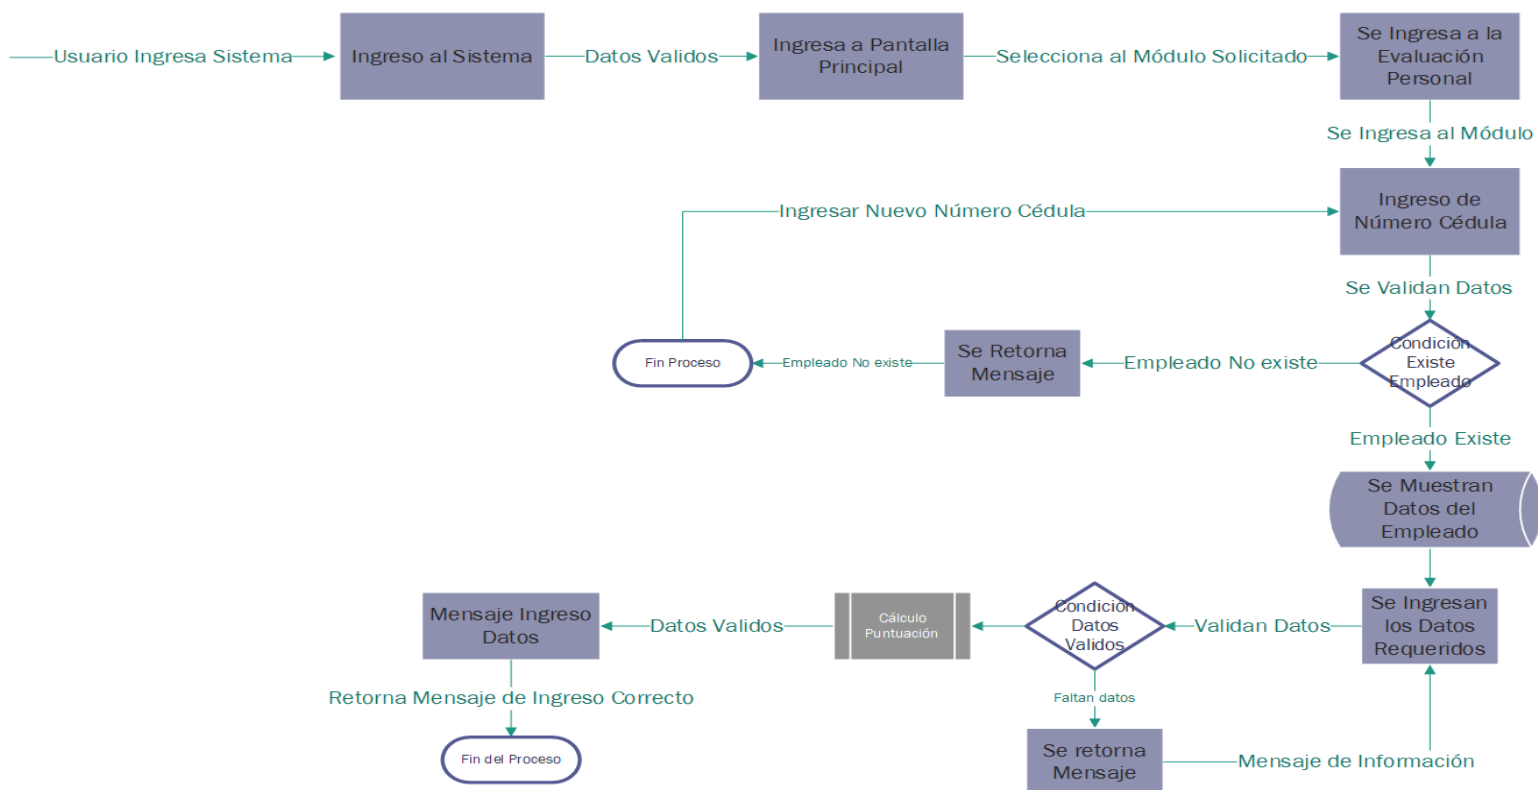 Usuario Ingresa Sistema
Ingreso al Sistema
Datos Validos
Ingresa a Pantalla
Principal
Selecciona al Módulo Solicitado
Se Ingresa a la
Evaluación
Personal
Se Ingresa al Módulo
Ingresar Nuevo Número Cédula
Ingreso de
Número Cédula
Se Validan Datos
Fin Proceso
Empleado No existe
Se Retorna
Mensaje
Empleado No existe
Condición
Existe
Empleado
Empleado Existe
Se Muestran
Datos del
Empleado
Mensaje Ingreso
Datos
Datos Validos
Cálculo
Puntuación
Condición
Datos
Validos
Validan Datos
Se Ingresan
los Datos
Requeridos
Retorna Mensaje de Ingreso Correcto
Faltan datos
Fin del Proceso
Se retorna
Mensaje
Mensaje de Información